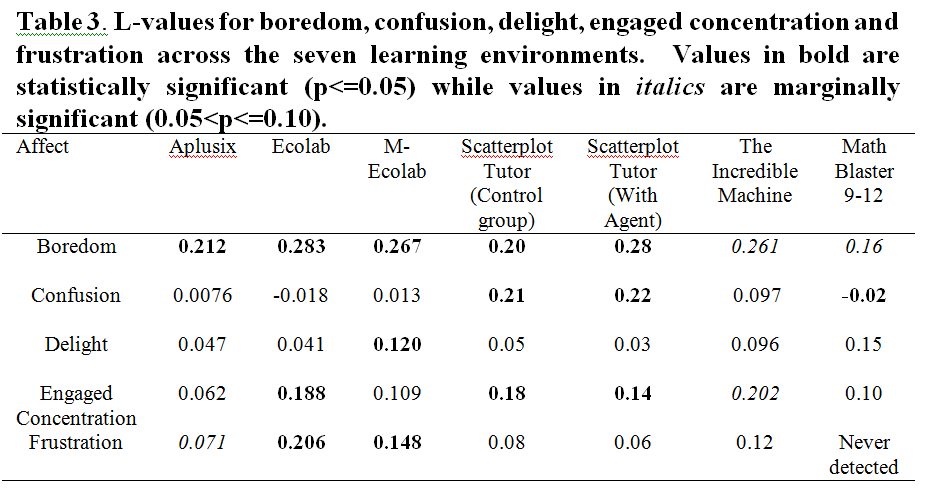 Table 3. L-values for boredom, confusion, delight, engaged concentration and
frustration across the seven learning environments. Values in bold are
statistically significant (p<=0.05) while values in italics are marginally
significant (0.05<p<=0.10).
Affect Aplusix Ecolab M- Scatterplot Scatterplot The Math
Ecolab Tutor Tutor Incredible Blaster
(Control (With Machine 9-12
group) Agent)
Boredom 0.212 0.283 0.267 0.20 0.28 0.261 0.16
Confusion 0.0076 -0.018 0.013 0.21 0.22 0.097 -0.02
Delight 0.047 0.041 0.120 0.05 0.03 0.096 0.15
Engaged 0.062 0.188 0.109 0.18 0.14 0.202 0.10
Concentration
Frustration 0.071 0.206 0.148 0.08 0.06 0.12 Never
detected